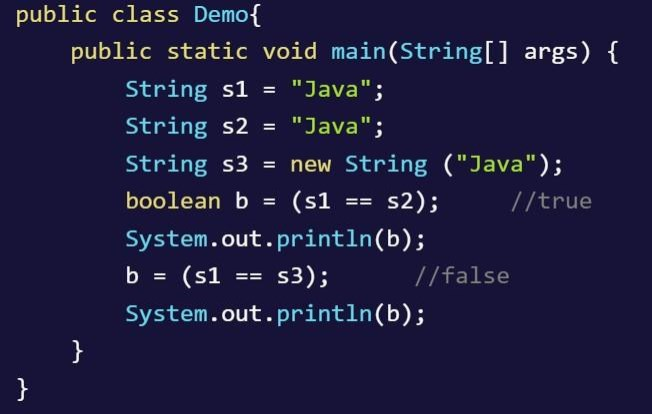 public class Demo{
    public static void main(String[] args) {
        String s1 = "Java";
        String s2 = "Java";
        String s3 = new String ("Java");
        boolean b = (s1 == s2);     //true
        System.out.println(b);
        b = (s1 == s3);      //false
        System.out.println(b);
    }
}